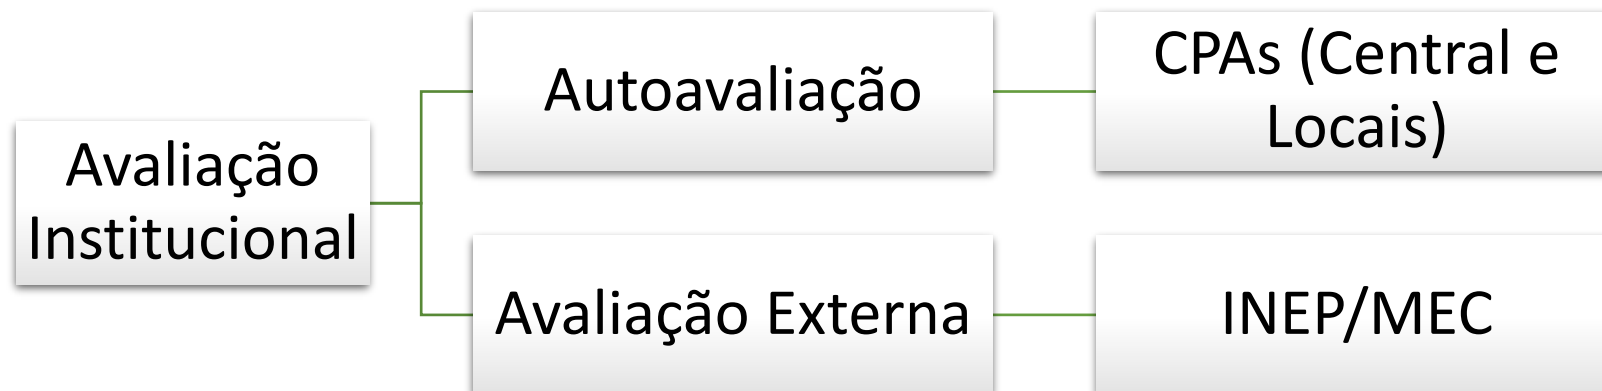 Avaliação
Institucional
Autoavaliação
CPAs (Central e
Locais)
Avaliação Externa
INEP/MEC